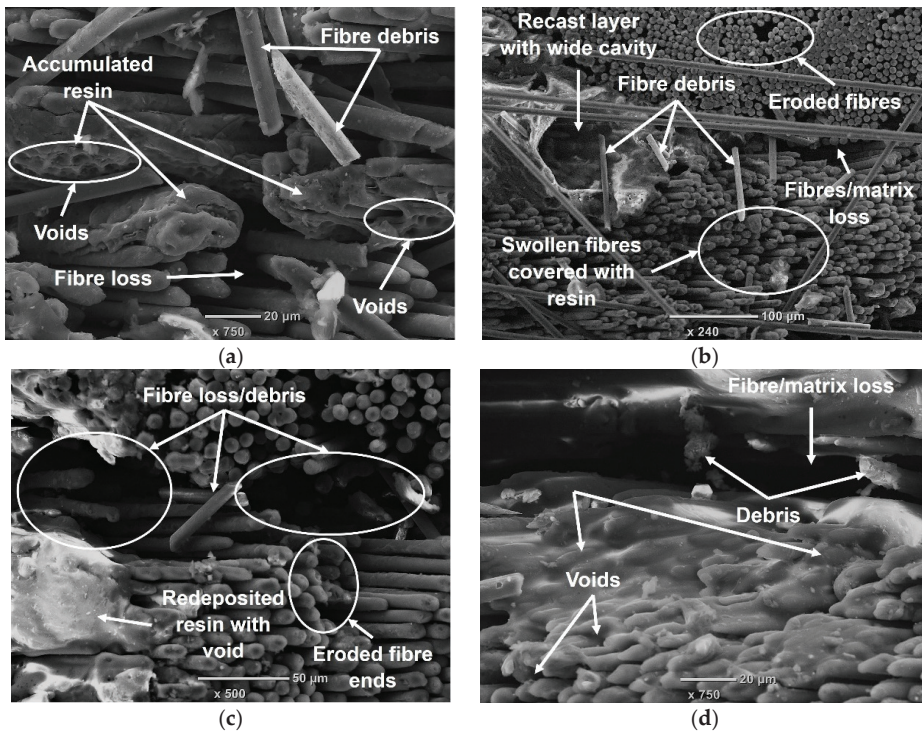 Fibre debris
Accumulated
resin
Voids
Fibre loss
Voids
20 μm
x 750
(a)
Recast layer
with wide cavity
Fibre debris
Eroded fibres
Fibres/matrix
loss
Swollen fibres
covered with
resin
100 μm
x 240
(b)
Fibre loss/debris
Redeposited
resin with
void
Eroded fibre
ends
50 μm
x 500
(c)
Fibre/matrix loss
Debris
Voids
20 μm
x 750
(d)